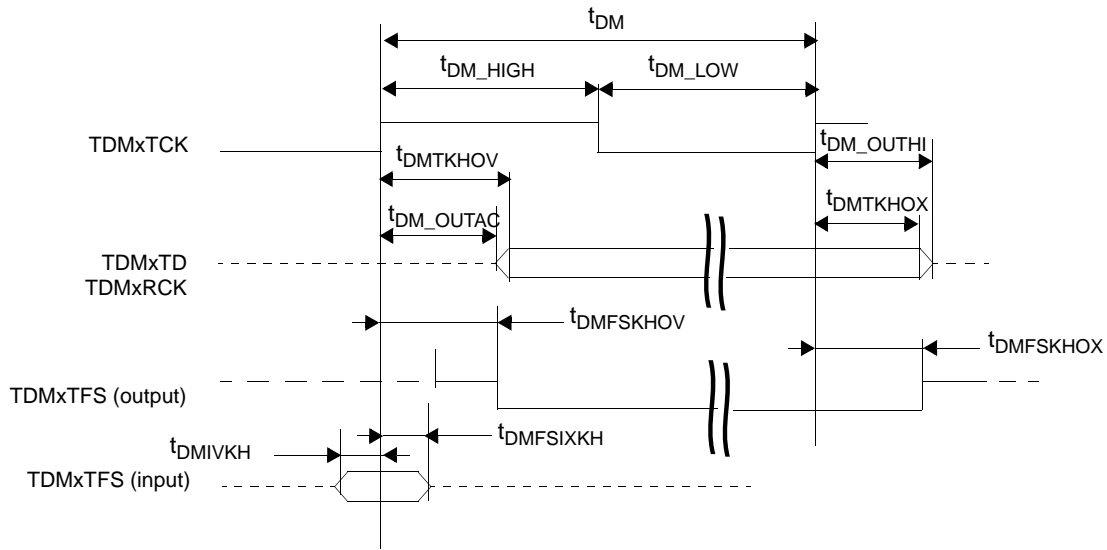 tDM
tDM_HIGH
tDM_LOW
TDMxTCK
tDM_OUTHI
tDMTKHOV
tDMTKHOX
tDM_OUTAC
TDMxTD
TDMxRCK
tDMFSKHOV
tDMFSKHOX
TDMxTFS (output)
tDMFSIXKH
tDMIVKH
TDMxTFS (input)